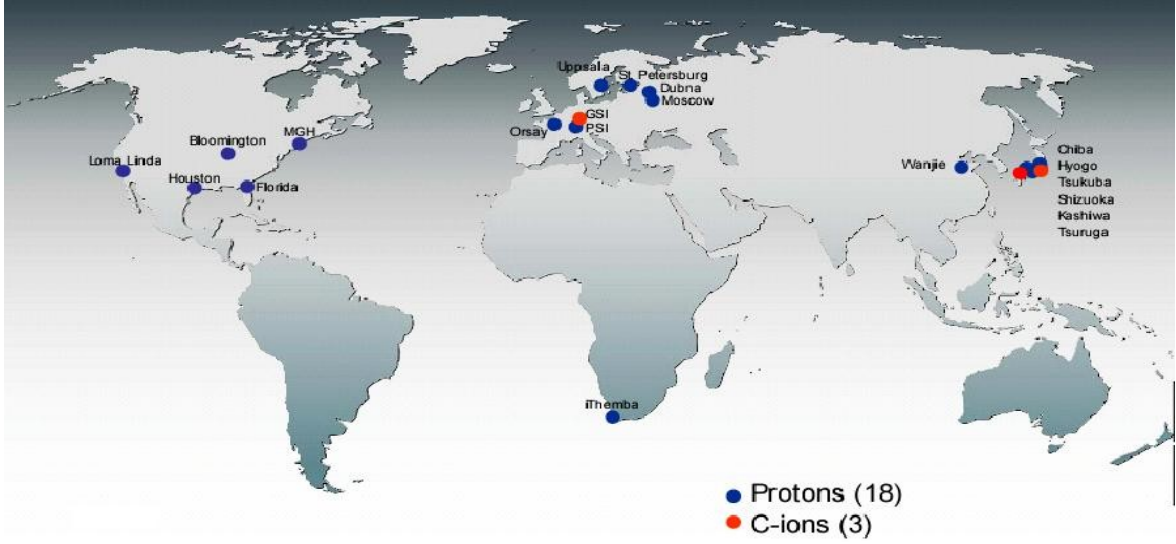 Uppsala
St. Petersburg
Dubna
Moscow
GSI
PSI
Orsay
MGH
Bloomington
Loma Linda
Houston
Florida
Wanjie
Chiba
Hyogo
Tsukuba
Shizuoka
Kashiwa
Tsuruga
iThemba
Protons (18)
C-ions (3)